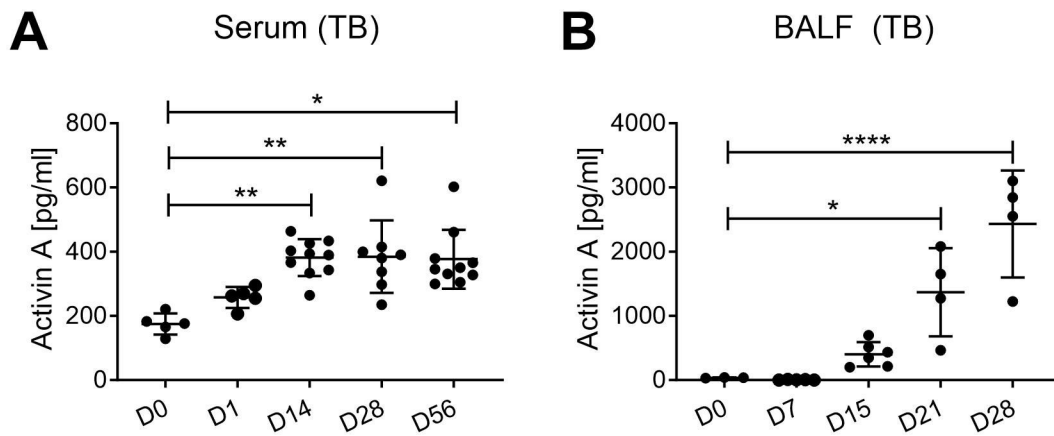 A
Serum (TB)
Activin A [pg/ml]
800
600
400
200
0
*
**
**
D0
D1
D14
D28
D56
B
BALF (TB)
Activin A [pg/ml]
4000
3000
2000
1000
0
****
*
D0
D7
D15
D21
D28